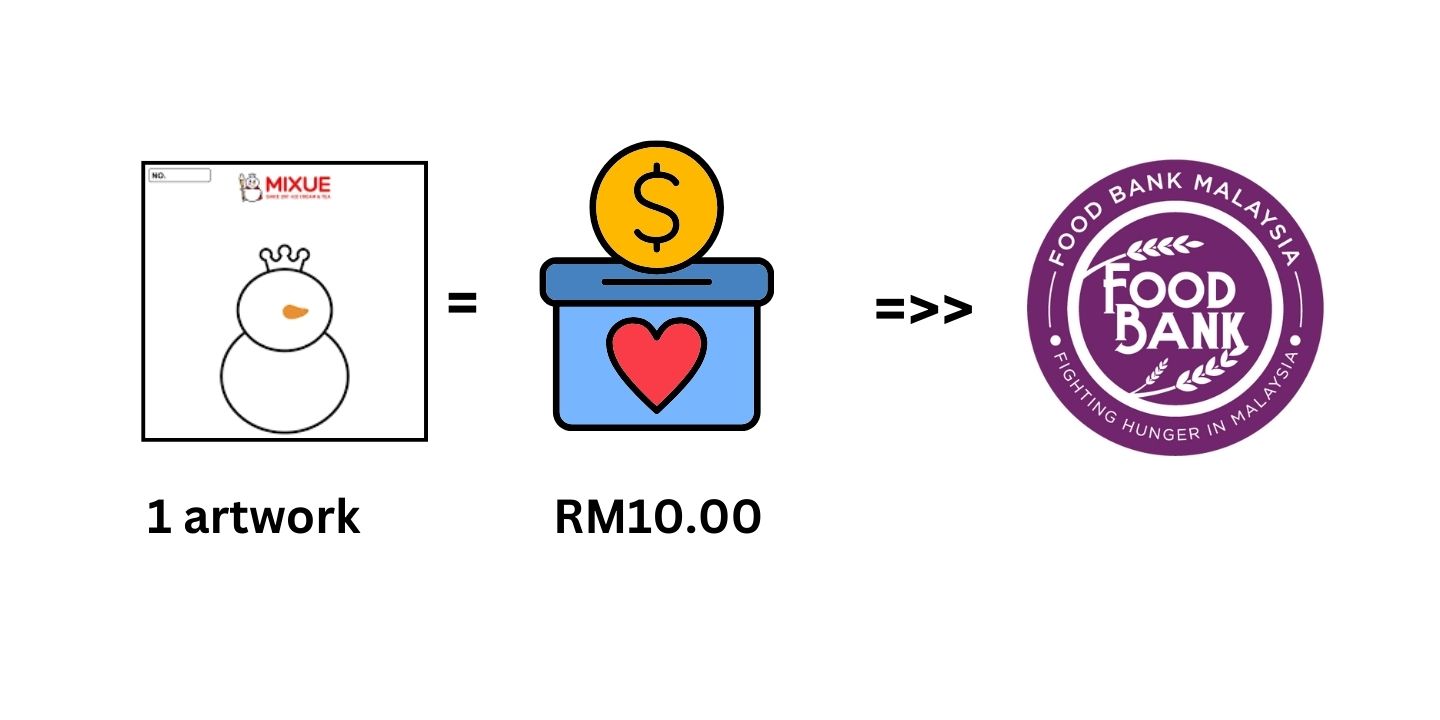 NO.
MIXUE
SINCE 1997 ICE CREAM & TEA
=
$
=>>
FOOD BANK MALAYSIA
FOOD
BANK
FIGHTING HUNGER IN MALAYSIA
1 artwork
RM10.00